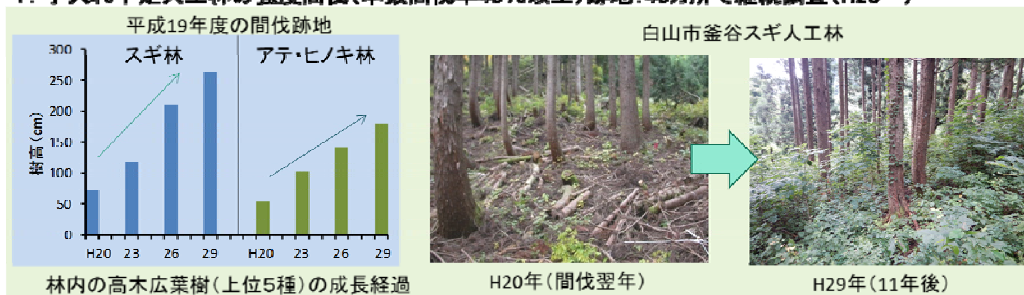 平成19年度の間伐跡地
スギ林
アテ・ヒノキ林
樹高(cm)
300
250
200
150
100
50
0
H20 23 26 29 H20 23 26 29
林内の高木広葉樹(上位5種)の成長経過
白山市釜谷スギ人工林
H20年(間伐翌年)
H29年(11年後)